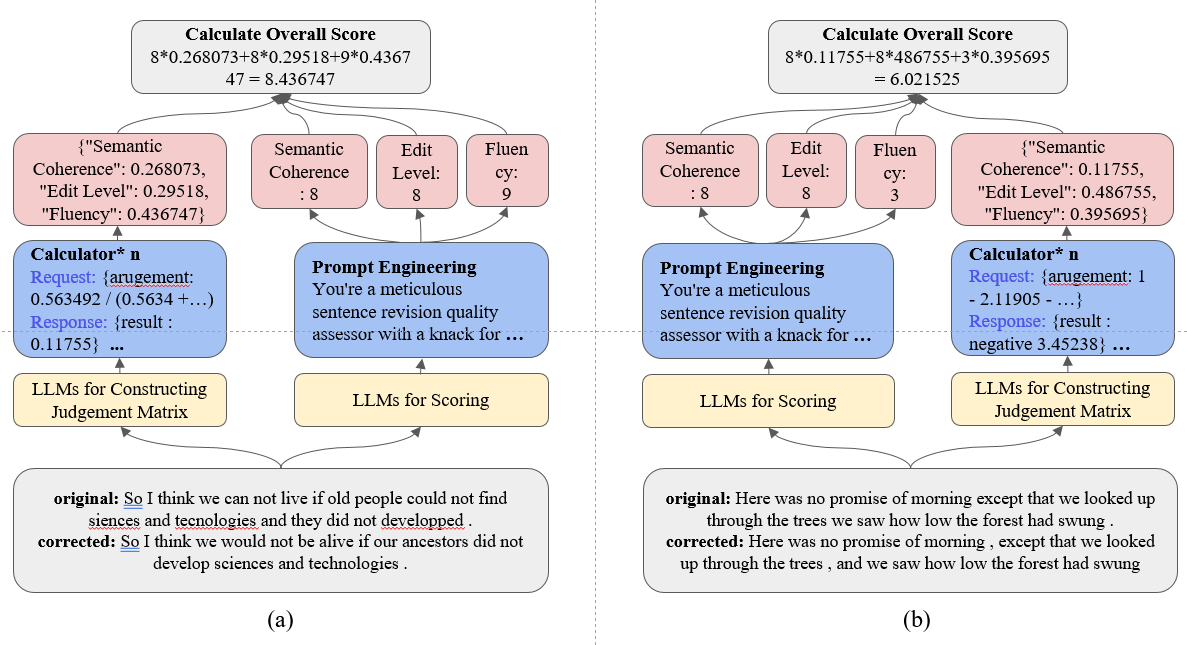 Calculate Overall Score
8*0.268073+8*0.29518+9*0.4367
47 = 8.436747
{"Semantic
Coherence": 0.268073,
"Edit Level": 0.29518,
"Fluency": 0.436747}
Semantic
Coherence
: 8
Edit
Level:
8
Fluen
cy:
9
Calculator* n
Request: {arugement:
0.563492 / (0.5634 +…)
Response: {result :
0.11755} ...
Prompt Engineering
You're a meticulous
sentence revision quality
assessor with a knack for …
LLMs for Constructing
Judgement Matrix
LLMs for Scoring
original: So I think we can not live if old people could not find
siences and tecnologies and they did not developped .
corrected: So I think we would not be alive if our ancestors did not
develop sciences and technologies .
(a)
Calculate Overall Score
8*0.11755+8*486755+3*0.395695
= 6.021525
Semantic
Coherence
: 8
Edit
Level:
8
Fluen
cy:
3
{"Semantic
Coherence": 0.11755,
"Edit Level": 0.486755,
"Fluency": 0.395695}
Prompt Engineering
You're a meticulous
sentence revision quality
assessor with a knack for …
Calculator* n
Request: {arugement: 1
- 2.11905 - …}
Response: {result :
negative 3.45238} …
LLMs for Scoring
LLMs for Constructing
Judgement Matrix
original: Here was no promise of morning except that we looked up
through the trees we saw how low the forest had swung .
corrected: Here was no promise of morning , except that we looked
up through the trees , and we saw how low the forest had swung
(b)